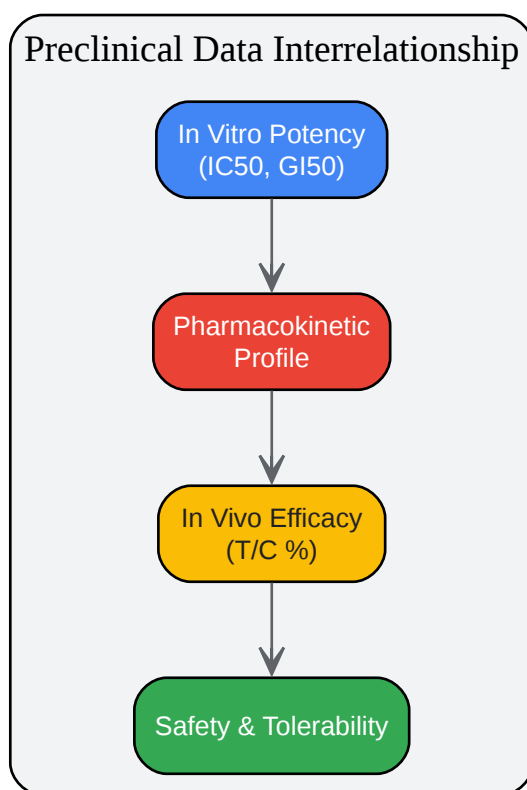 Preclinical Data Interrelationship
In Vitro Potency
(IC50, GI50)
Pharmacokinetic
Profile
In Vivo Efficacy
(T/C %)
Safety & Tolerability